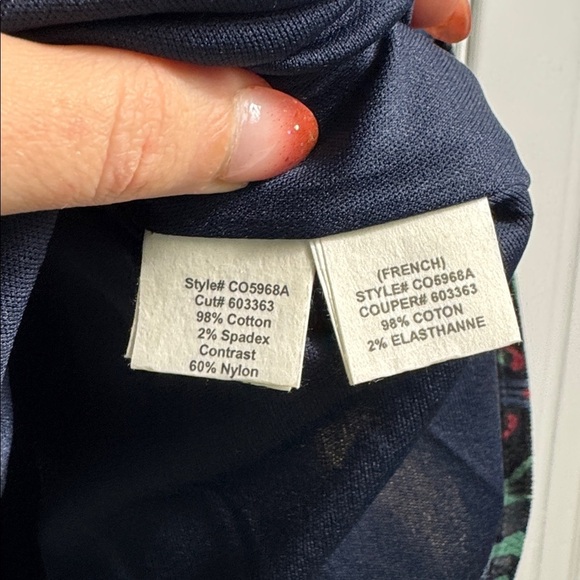 Style# CO5968A
Cut# 603363
98% Cotton
2% Spadex
Contrast
60% Nylon
(FRENCH)
STYLE# CO5968A
COUPER# 603363
98% COTON
2% ELASTHANNE